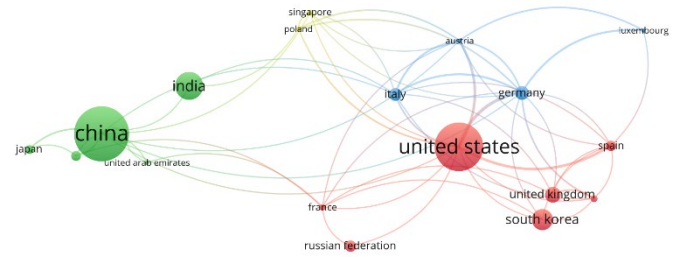 singapore
poland
austria
luxembourg
india
italy
germany
china
japan
united arab emirates
united states
spain
united kingdom
france
south korea
russian federation